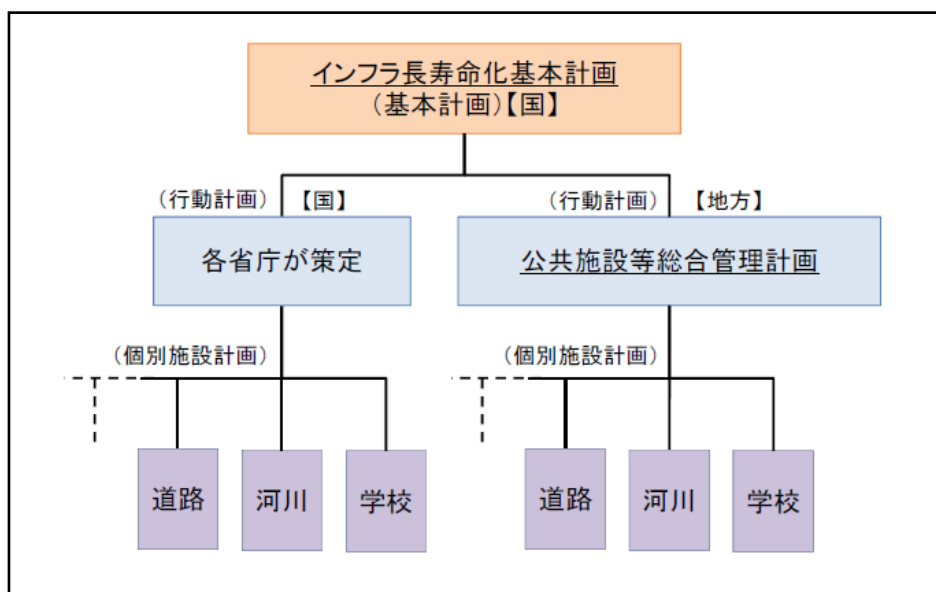 インフラ長寿命化基本計画
(基本計画)【国】
(行動計画) 【国】
(行動計画) 【地方】
各省庁が策定
公共施設等総合管理計画
(個別施設計画)
(個別施設計画)
道路
河川
学校
道路
河川
学校